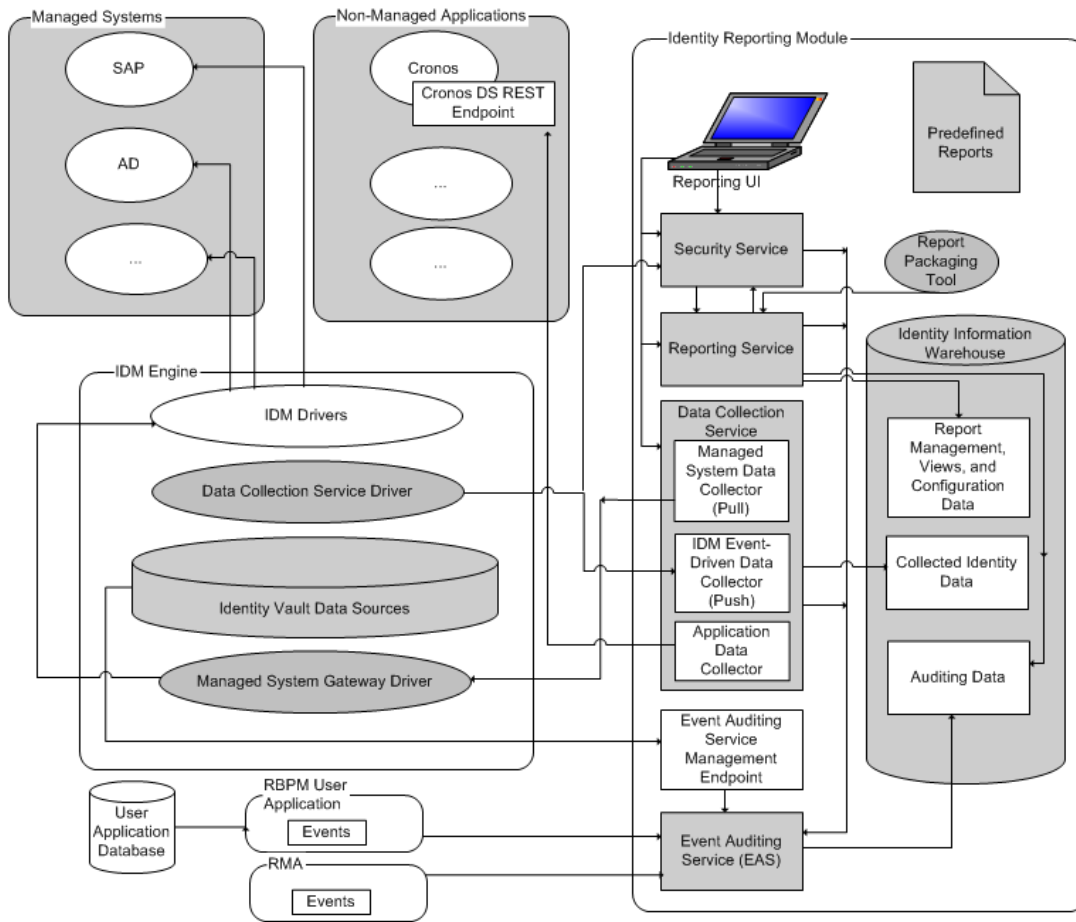 Managed Systems
SAP
AD
...
Non-Managed Applications
Cronos
Cronos DS REST
Endpoint
...
...
Identity Reporting Module
Reporting UI
Predefined
Reports
Security Service
Report
Packaging
Tool
Reporting Service
Identity Information
Warehouse
Report
Management,
Views, and
Configuration
Data
Collected Identity
Data
Auditing Data
Data Collection
Service
Managed
System Data
Collector
(Pull)
IDM Event-
Driven Data
Collector
(Push)
Application
Data
Collector
Event Auditing
Service
Management
Endpoint
Event Auditing
Service (EAS)
IDM Engine
IDM Drivers
Data Collection Service Driver
Identity Vault Data Sources
Managed System Gateway Driver
User
Application
Database
RBPM User
Application
Events
RMA
Events